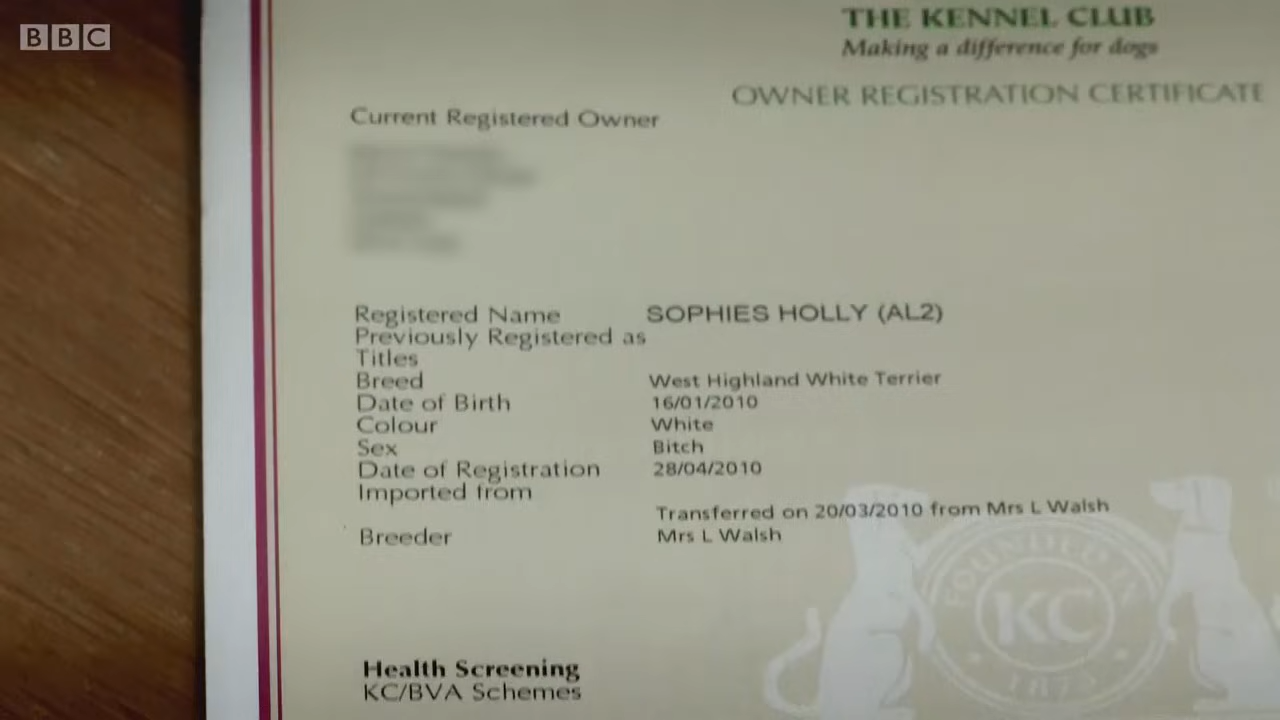 BBC
THE KENNEL CLUB
Making a difference for dogs
OWNER REGISTRATION CERTIFICATE
Current Registered Owner
Registered Name SOPHIES HOLLY (AL2)
Previously Registered as
Titles
Breed West Highland White Terrier
Date of Birth 16/01/2010
Colour White
Sex Bitch
Date of Registration 28/04/2010
Imported from
Transferred on 20/03/2010 from Mrs L Walsh
Breeder Mrs L Walsh
FOUNDED IN
KC
1873
Health Screening
KC/BVA Schemes